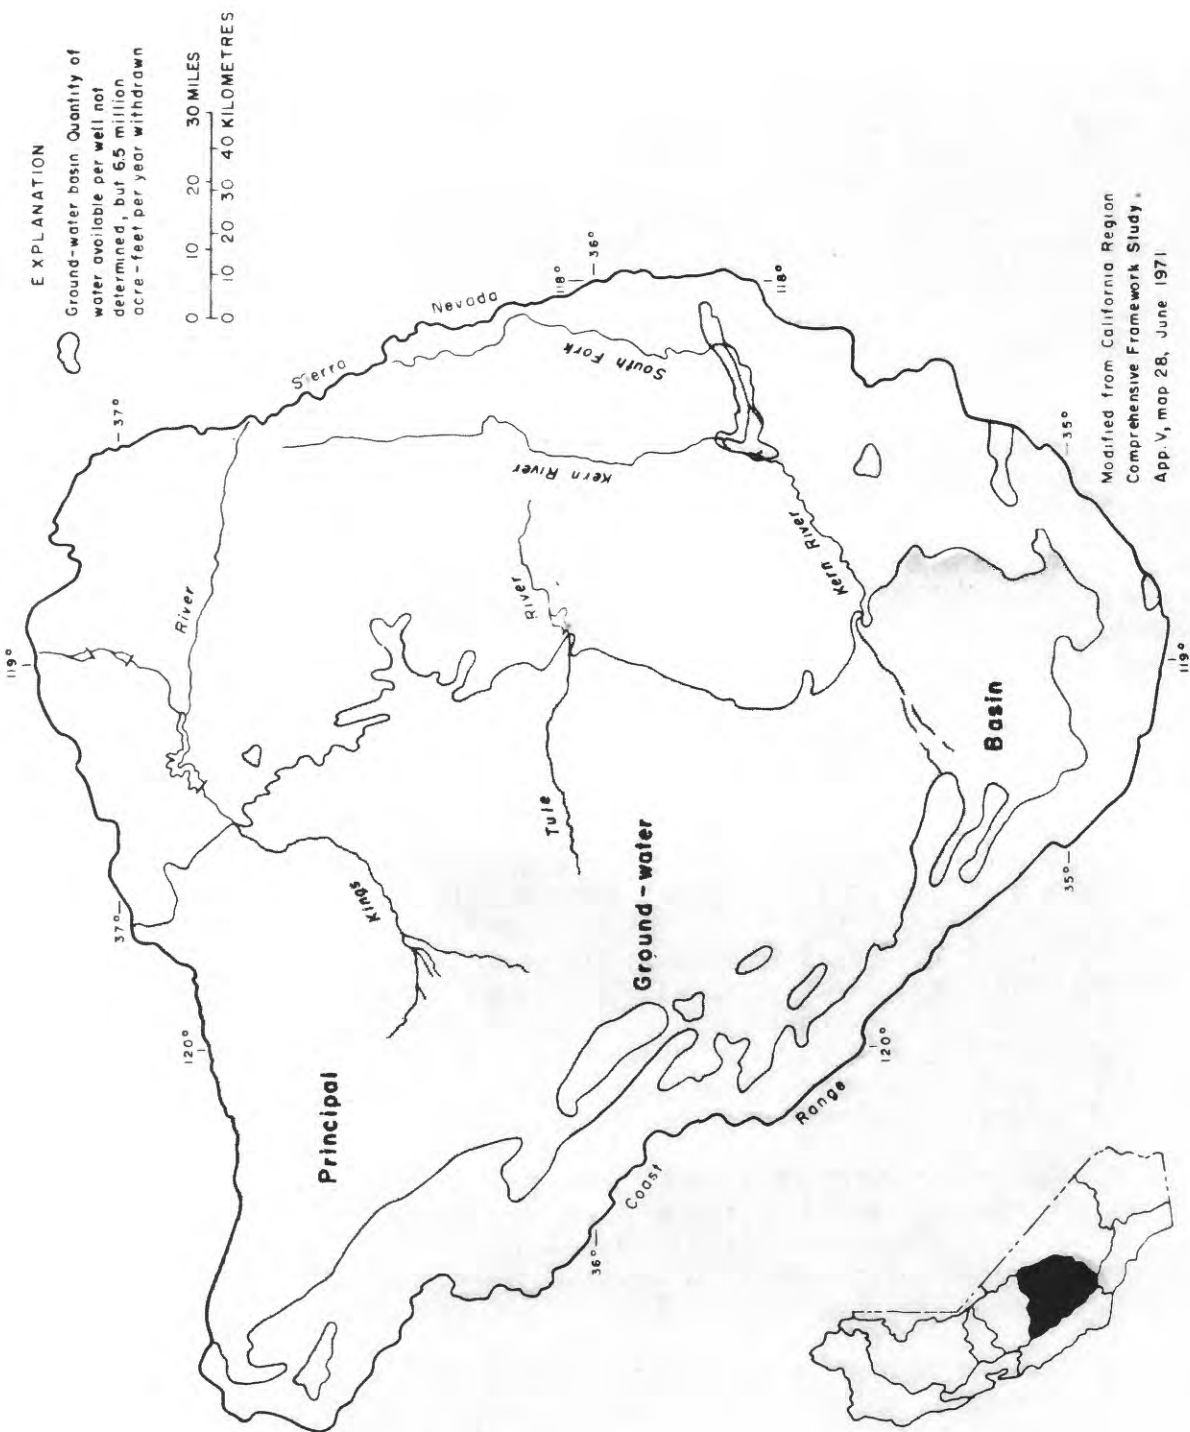 EXPLANATION
Ground-water basin Quantity of
water available per well not
determined, but 6.5 million
acre-feet per year withdrawn
0 10 20 30 MILES
0 10 20 30 40 KILOMETRES
37°
119°
37°
120°
Sierra
Nevada
118°
36°
118°
River
Kings
South Fork
Kern River
River
Tule
Kern River
Principal
Ground-water
Basin
Coast
Range
36°
120°
35°
119°
35°
Modified from California Region
Comprehensive Framework Study,
App. V, map 28, June 1971